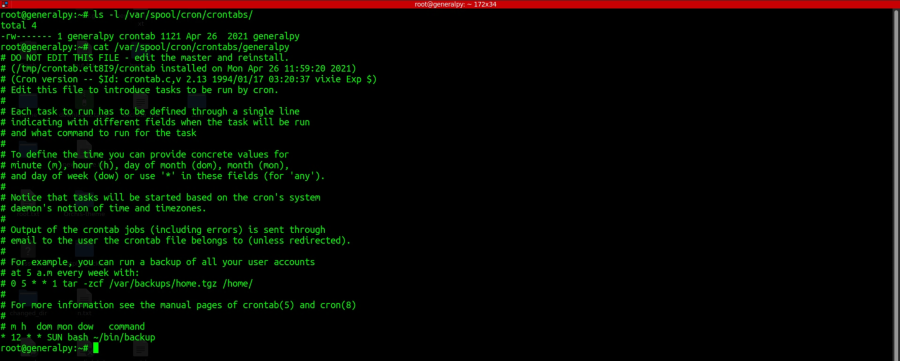 root@generalpy: ~ 172x34
root@generalpy:~# ls -l /var/spool/cron/crontabs/
total 4
-rw------- 1 generalpy crontab 1121 Apr 26  2021 generalpy
root@generalpy:~# cat /var/spool/cron/crontabs/generalpy
# DO NOT EDIT THIS FILE - edit the master and reinstall.
# (/tmp/crontab.eit8I9/crontab installed on Mon Apr 26 11:59:20 2021)
# (Cron version -- $Id: crontab.c,v 2.13 1994/01/17 03:20:37 vixie Exp $)
# Edit this file to introduce tasks to be run by cron.
#
# Each task to run has to be defined through a single line
# indicating with different fields when the task will be run
# and what command to run for the task
#
# To define the time you can provide concrete values for
# minute (m), hour (h), day of month (dom), month (mon),
# and day of week (dow) or use '*' in these fields (for 'any').
#
# Notice that tasks will be started based on the cron's system
# daemon's notion of time and timezones.
#
# Output of the crontab jobs (including errors) is sent through
# email to the user the crontab file belongs to (unless redirected).
#
# For example, you can run a backup of all your user accounts
# at 5 a.m every week with:
# 0 5 * * 1 tar -zcf /var/backups/home.tgz /home/
#
# For more information see the manual pages of crontab(5) and cron(8)
#
# m h  dom mon dow   command
* 12 * * SUN bash ~/bin/backup
root@generalpy:~#